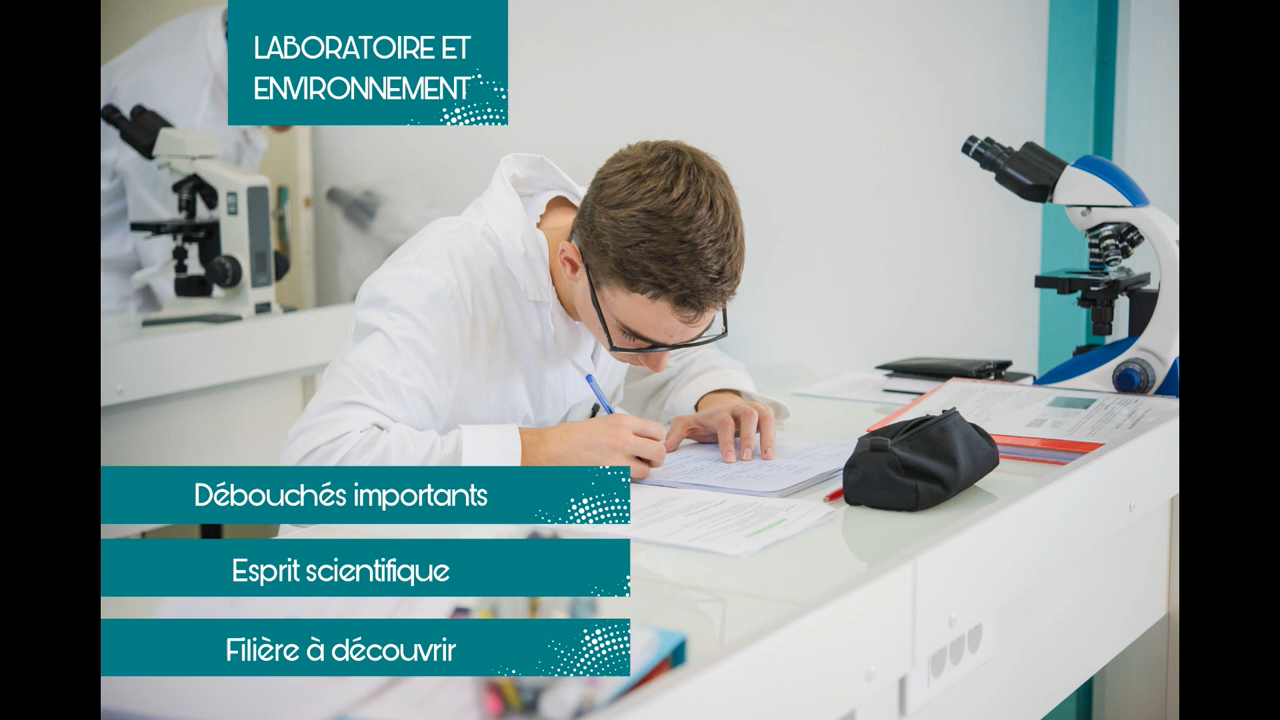 LABORATOIRE ET
ENVIRONNEMENT
Débouchés importants
Esprit scientifique
Filière à découvrir